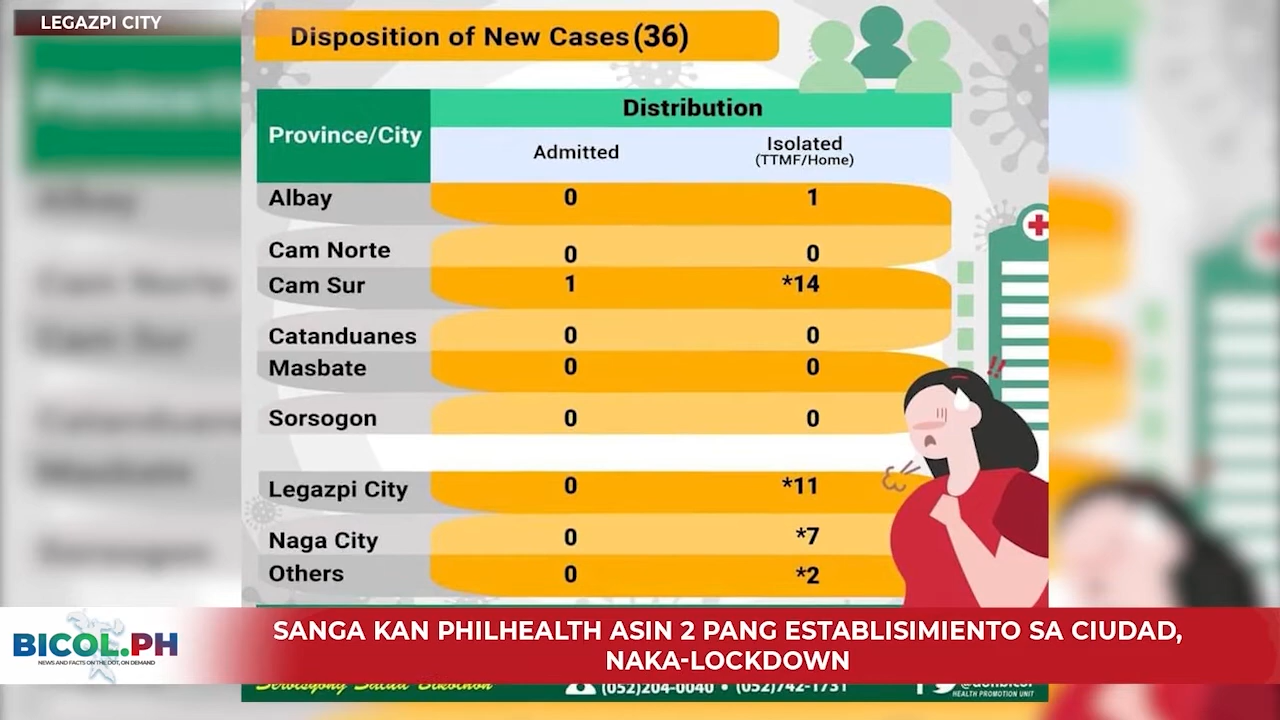 LEGAZPI CITY
Disposition of New Cases (36)
Province/City
Distribution
Admitted
Isolated
(TTMF/Home)
Albay 0 1
Cam Norte 0 0
Cam Sur 1 *14
Catanduanes 0 0
Masbate 0 0
Sorsogon 0 0
Legazpi City 0 *11
Naga City 0 *7
Others 0 *2
!!
BICOL.PH
NEWS AND FACTS ON THE DOT, ON DEMAND
SANGA KAN PHILHEALTH ASIN 2 PANG ESTABLISIMIENTO SA CIUDAD,
NAKA-LOCKDOWN
(052)204-0040 • (052)742-1731
HEALTH PROMOTION UNIT